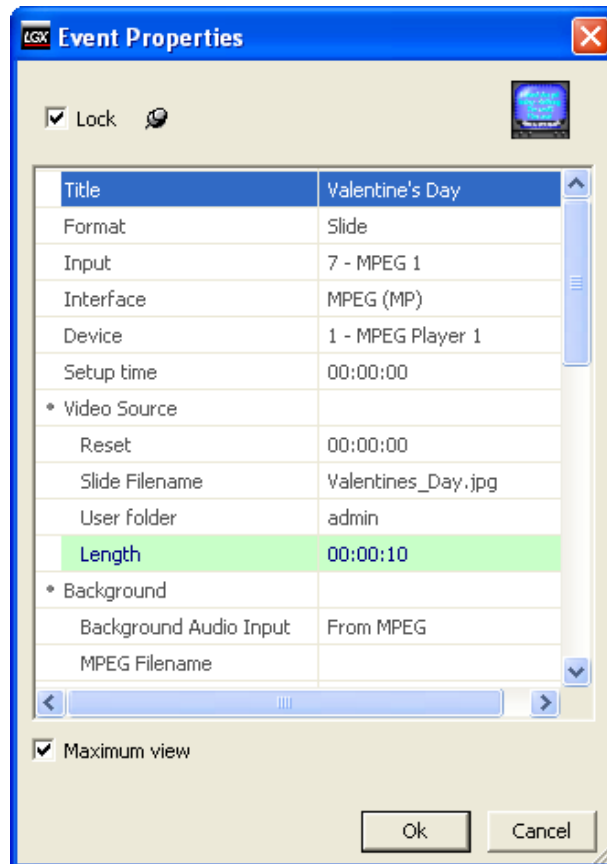 LGX Event Properties
Lock
Title Valentine's Day
Format Slide
Input 7 - MPEG 1
Interface MPEG (MP)
Device 1 - MPEG Player 1
Setup time 00:00:00
Video Source
Reset 00:00:00
Slide Filename Valentines_Day.jpg
User folder admin
Length 00:00:10
Background
Background Audio Input From MPEG
MPEG Filename
Maximum view
Ok Cancel